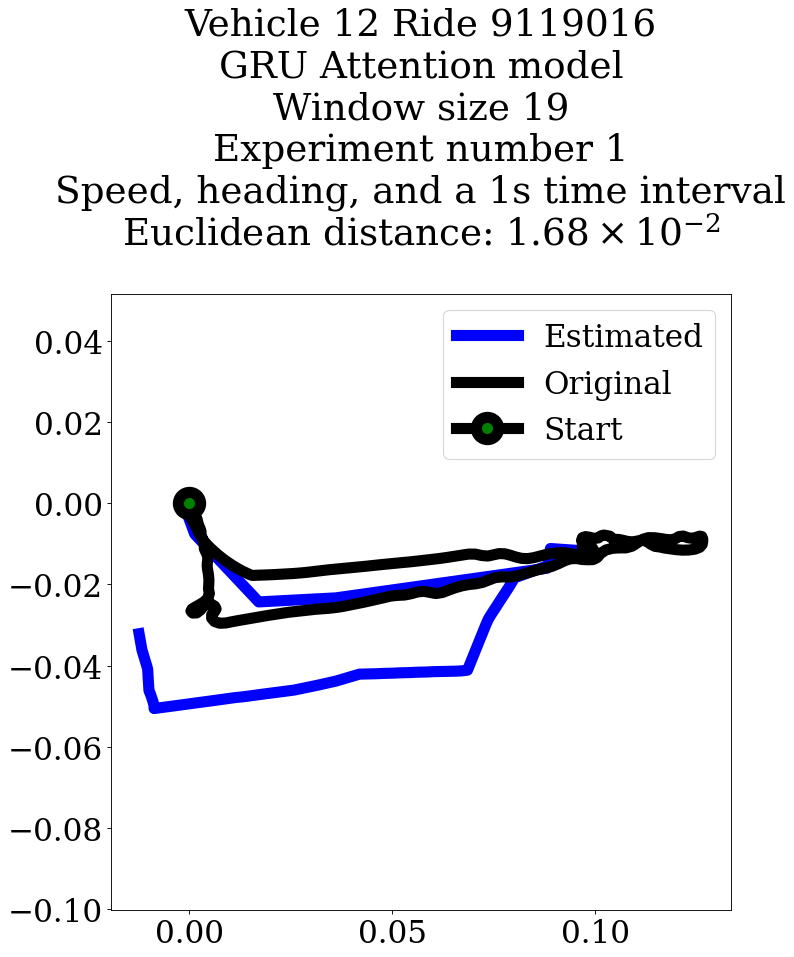 Vehicle 12 Ride 9119016
GRU Attention model
Window size 19
Experiment number 1
Speed, heading, and a 1s time interval
Euclidean distance: 1.68 × 10⁻²
Estimated
Original
Start
0.04
0.02
0.00
−0.02
−0.04
−0.06
−0.08
−0.10
0.00 0.05 0.10